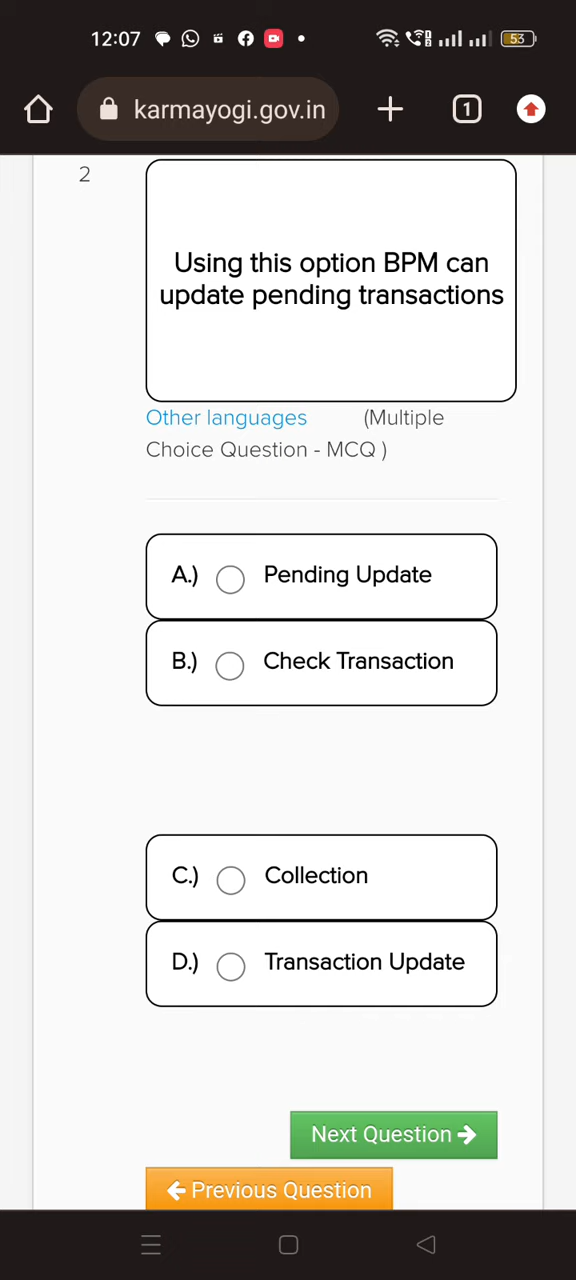 12:07
53
karmayogi.gov.in
1
2
Using this option BPM can
update pending transactions
Other languages (Multiple
Choice Question - MCQ )
A.) Pending Update
B.) Check Transaction
C.) Collection
D.) Transaction Update
Next Question
Previous Question